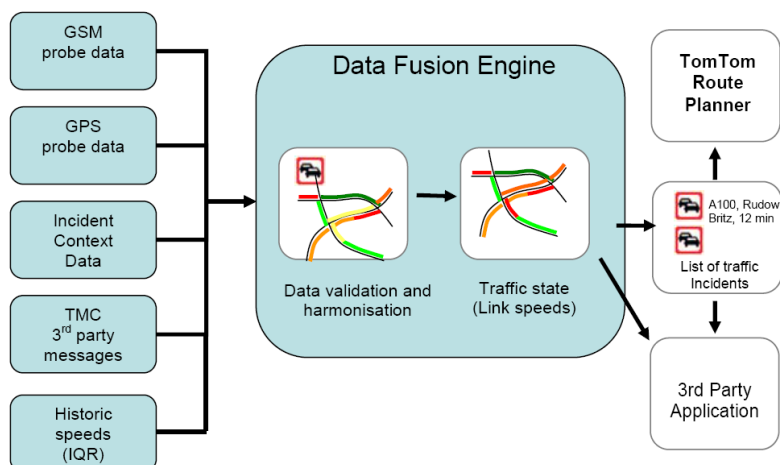 GSM
probe data
GPS
probe data
Incident
Context
Data
TMC
3rd party
messages
Historic
speeds
(IQR)
Data Fusion Engine
Data validation and
harmonisation
Traffic state
(Link speeds)
TomTom
Route
Planner
A100, Rudow
Britz, 12 min
List of traffic
Incidents
3rd Party
Application